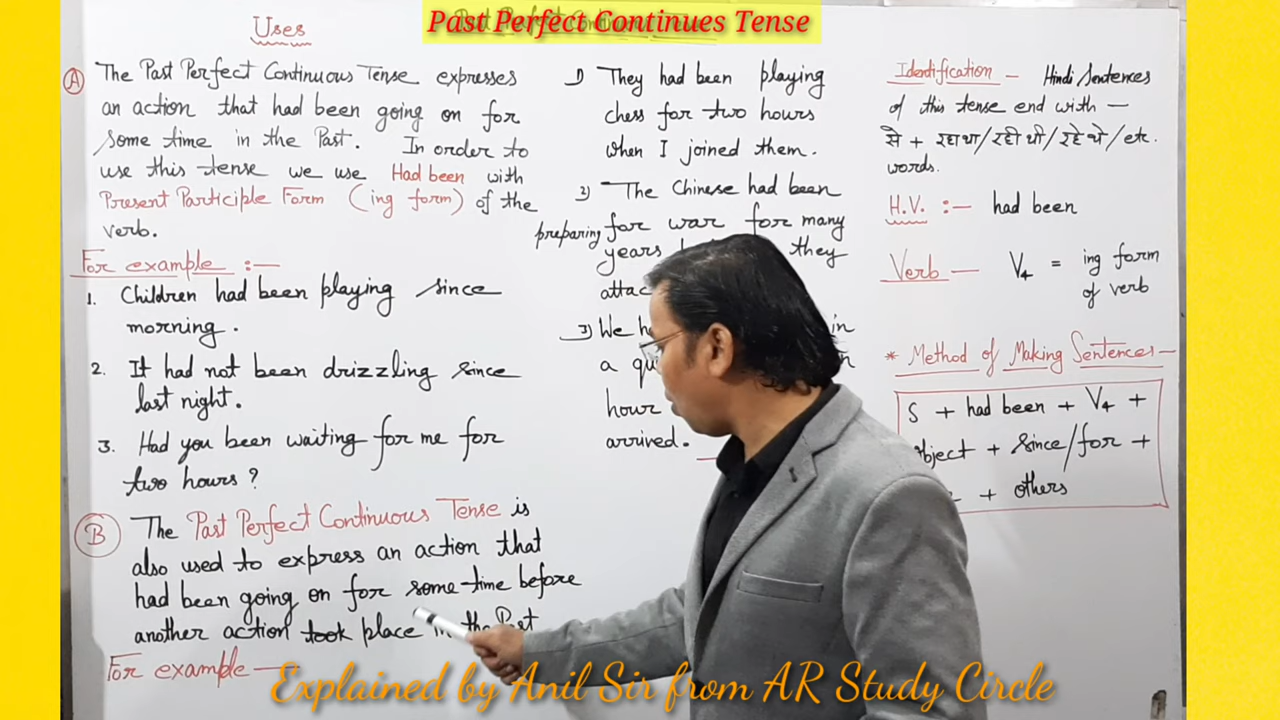 Past Perfect Continues Tense
Uses
A The Past Perfect Continuous Tense expresses
an action that had been going on for
some time in the Past. In order to
use this tense we use Had been with
Present Participle Form (ing form) of the
verb.
For example :—
1. Children had been playing since
morning.
2. It had not been drizzling since
last night.
3. Had you been waiting for me for
two hours?
B The Past Perfect Continuous Tense is
also used to express an action that
had been going on for some time before
another action took place in the Past
For example —
1) They had been playing
chess for two hours
when I joined them.
2) The Chinese had been
preparing for war for many
years they
attac
3) We in
a
hour
arrived.
Identification — Hindi Sentences
of this tense end with —
से + रहा था/रही थी/रहे थे/etc.
words.
H.V. :— had been
Verb — V4 = ing form
of verb
* Method of Making Sentences —
S + had been + V4 +
object + since/for +
+ others
Explained by Anil Sir from AR Study Circle